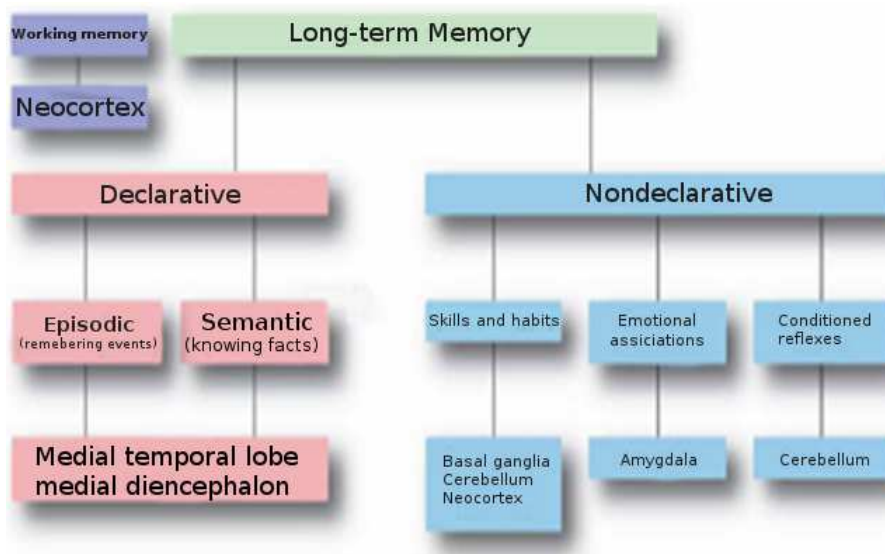 Working memory
Long-term Memory
Neocortex
Declarative
Nondeclarative
Episodic
(remebering events)
Semantic
(knowing facts)
Skills and habits
Emotional
assiciations
Conditioned
reflexes
Medial temporal lobe
medial diencephalon
Basal ganglia
Cerebellum
Neocortex
Amygdala
Cerebellum